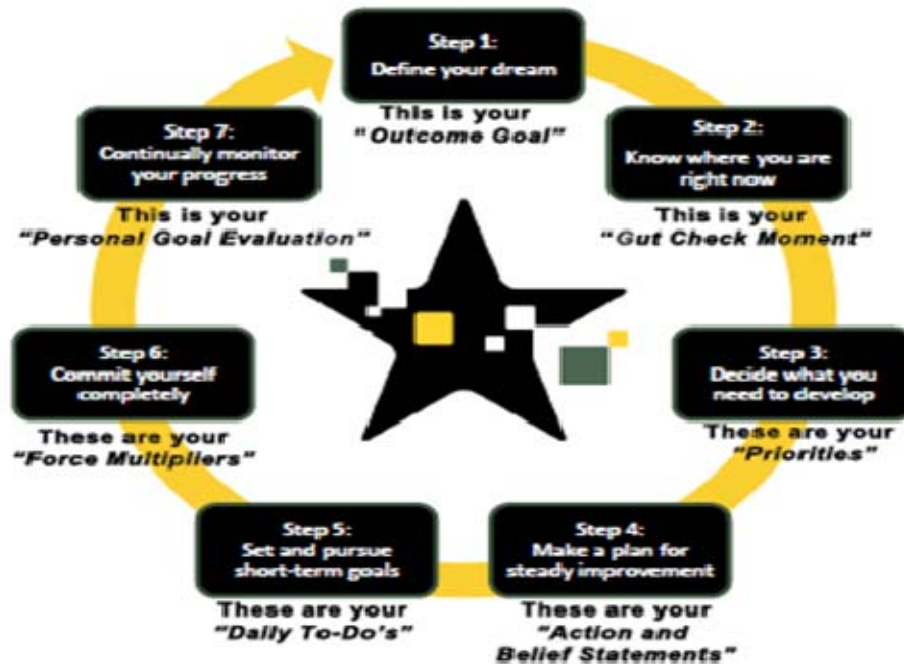 Step 1:
Define your dream
This is your
"Outcome Goal"
Step 2:
Know where you are
right now
This is your
"Gut Check Moment"
Step 3:
Decide what you
need to develop
These are your
"Priorities"
Step 4:
Make a plan for
steady improvement
These are your
"Action and
Belief Statements"
Step 5:
Set and pursue
short-term goals
These are your
"Daily To-Do's"
Step 6:
Commit yourself
completely
These are your
"Force Multipliers"
Step 7:
Continually monitor
your progress
This is your
"Personal Goal Evaluation"